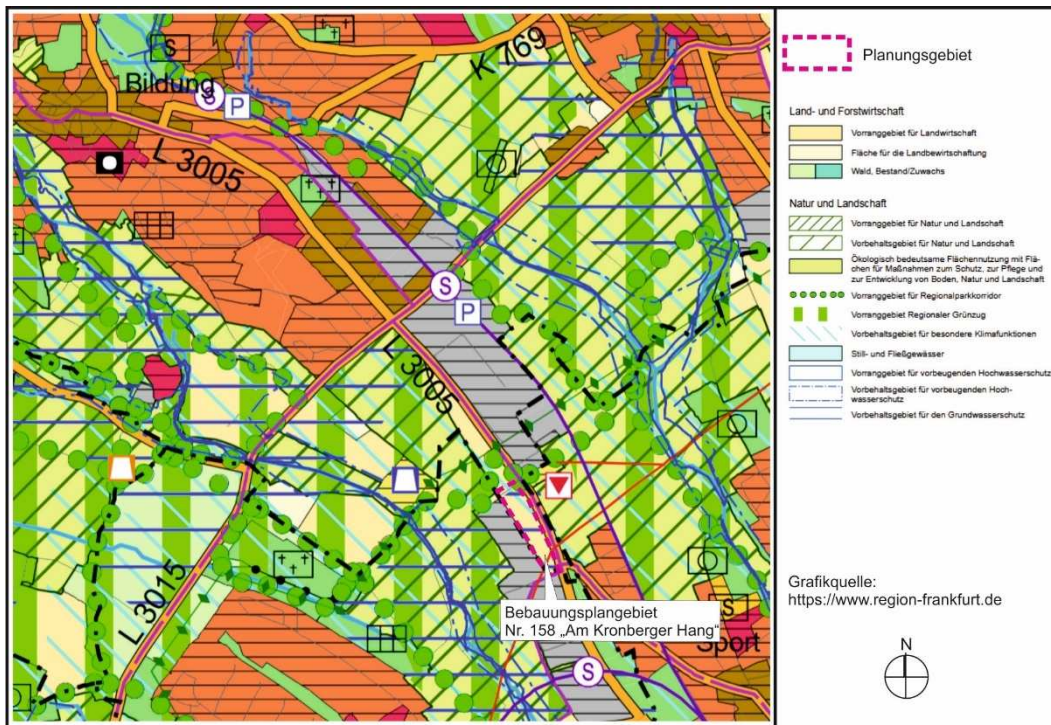 S
Bildung
S
P
K 769
L 3005
S
P
L 3005
L 3015
Bebauungsplangebiet
Nr. 158 „Am Kronberger Hang“
S
Sport
S
Planungsgebiet
Land- und Forstwirtschaft
Vorranggebiet für Landwirtschaft
Fläche für die Landbewirtschaftung
Wald, Bestand/Zuwachs
Natur und Landschaft
Vorranggebiet für Natur und Landschaft
Vorbehaltsgebiet für Natur und Landschaft
Ökologisch bedeutsame Flächennutzung mit Flä-
chen für Maßnahmen zum Schutz, zur Pflege und
zur Entwicklung von Boden, Natur und Landschaft
Vorranggebiet für Regionalparkkorridor
Vorranggebiet Regionaler Grünzug
Vorbehaltsgebiet für besondere Klimafunktionen
Still- und Fließgewässer
Vorranggebiet für vorbeugenden Hochwasserschutz
Vorbehaltsgebiet für vorbeugenden Hoch-
wasserschutz
Vorbehaltsgebiet für den Grundwasserschutz
Grafikquelle:
https://www.region-frankfurt.de
N